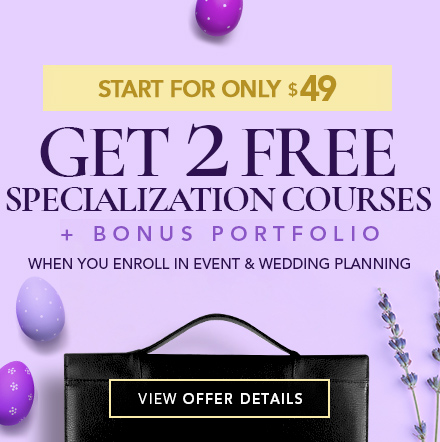 START FOR ONLY $49
GET 2 FREE
SPECIALIZATION COURSES
+ BONUS PORTFOLIO
WHEN YOU ENROLL IN EVENT & WEDDING PLANNING
VIEW OFFER DETAILS